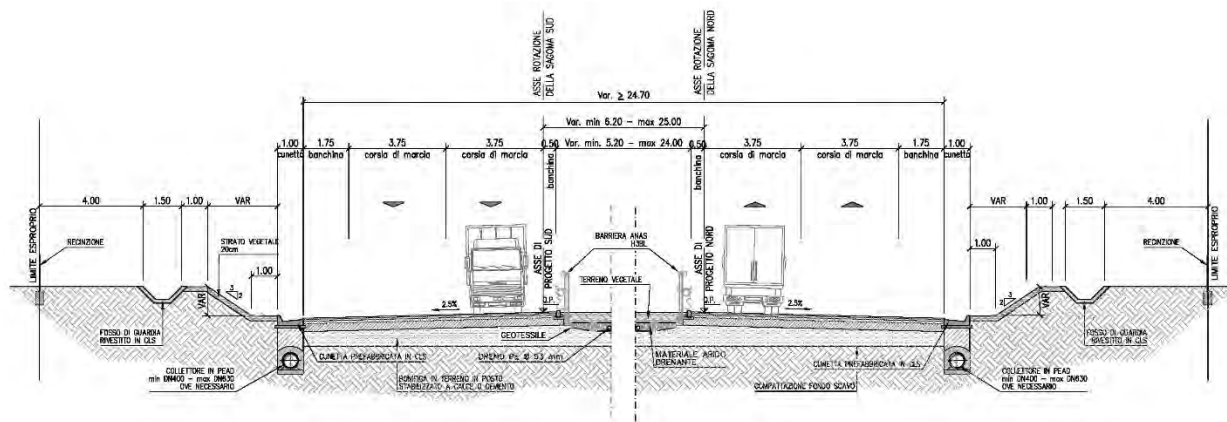 ASSE ROTAZIONE
DELLA SAGOMA SUD
ASSE ROTAZIONE
DELLA SAGOMA NORD
Var. ≥ 24.70
Var. min 6.20 - max 25.00
1.00
1.75
3.75
3.75
0.50
Var. min. 5.20 - max 24.00
0.50
3.75
3.75
1.75
1.00
cunetta
banchina
corsia di marcia
corsia di marcia
banchina
banchina
corsia di marcia
corsia di marcia
banchina
cunetta
LIMITE ESPROPRIO
4.00
1.50
1.00
VAR
VAR
1.00
1.50
4.00
LIMITE ESPROPRIO
RECINZIONE
STRATO VEGETALE
20cm
1.00
3
2
VAR
ASSE DI
PROGETTO SUD
BARRIERA ANAS
H3BL
TERRENO VEGETALE
ASSE DI
PROGETTO NORD
1.00
3
2
VAR
RECINZIONE
2.5%
Q.P.
Q.P.
2.5%
FOSSO DI GUARDIA
RIVESTITO IN CLS
GEOTESSILE
FOSSO DI GUARDIA
RIVESTITO IN CLS
CUNETTA PREFABBRICATA IN CLS
MATERIALE ARIDO
DRENANTE
CUNETTA PREFABBRICATA IN CLS
COLLETTORE IN PEAD
min DN400 - max DN630
OVE NECESSARIO
BONIFICA IN TERRENO IN POSTO
STABILIZZATO A CALCE O CEMENTO
COMPATTAZIONE FONDO SCAVO
COLLETTORE IN PEAD
min DN400 - max DN630
OVE NECESSARIO